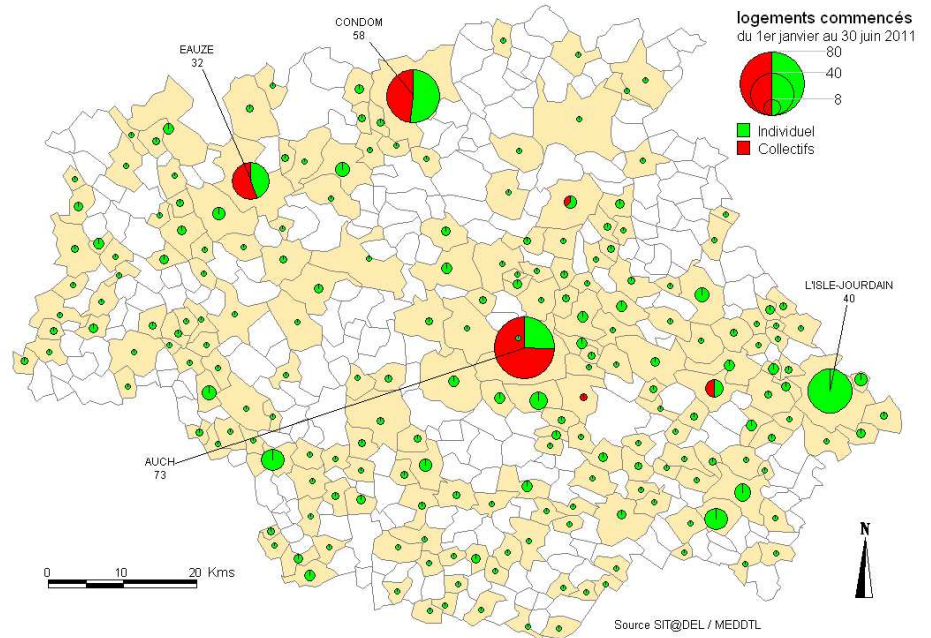 CONDOM
58
EAUZE
32
logements commencés
du 1er janvier au 30 juin 2011
80
40
8
Individuel
Collectifs
L'ISLE-JOURDAIN
40
AUCH
73
N
0 10 20 Kms
Source SIT@DEL / MEDDTL